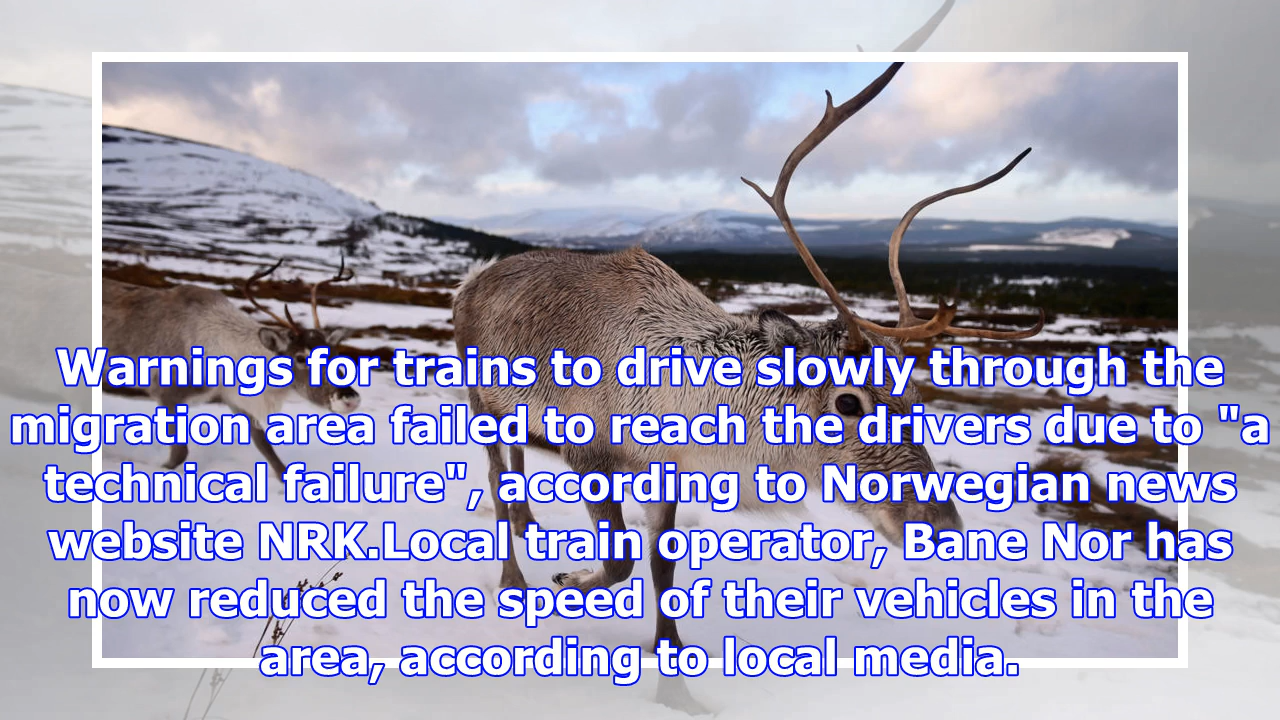 Warnings for trains to drive slowly through the
migration area failed to reach the drivers due to "a
technical failure", according to Norwegian news
website NRK.Local train operator, Bane Nor has
now reduced the speed of their vehicles in the
area, according to local media.